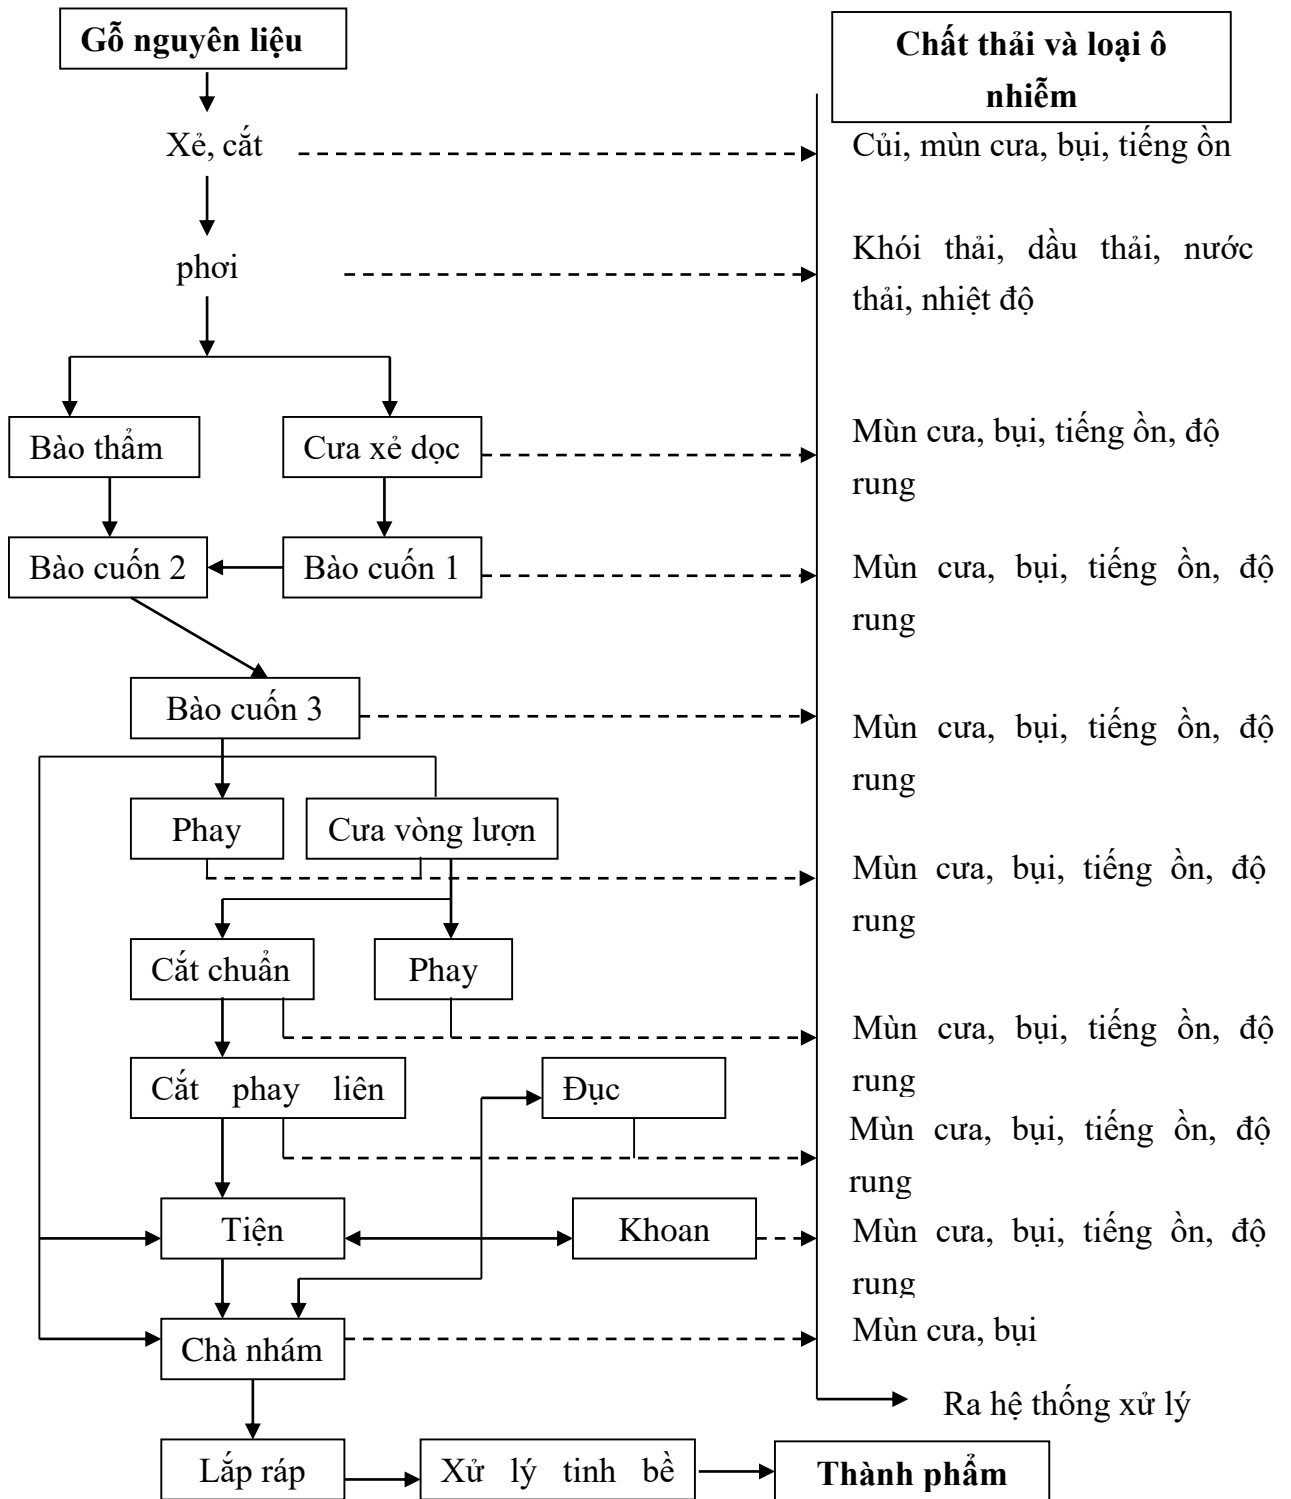 Gỗ nguyên liệu
Chất thải và loại ô
nhiễm
Xẻ, cắt
Củi, mùn cưa, bụi, tiếng ồn
phơi
Khói thải, dầu thải, nước
thải, nhiệt độ
Bào thẩm
Cưa xẻ dọc
Mùn cưa, bụi, tiếng ồn, độ
rung
Bào cuốn 2
Bào cuốn 1
Mùn cưa, bụi, tiếng ồn, độ
rung
Bào cuốn 3
Mùn cưa, bụi, tiếng ồn, độ
rung
Phay
Cưa vòng lượn
Mùn cưa, bụi, tiếng ồn, độ
rung
Cắt chuẩn
Phay
Mùn cưa, bụi, tiếng ồn, độ
rung
Cắt phay liên
Đục
Mùn cưa, bụi, tiếng ồn, độ
rung
Tiện
Khoan
Mùn cưa, bụi, tiếng ồn, độ
rung
Chà nhám
Mùn cưa, bụi
Ra hệ thống xử lý
Lắp ráp
Xử lý tinh bề
Thành phẩm